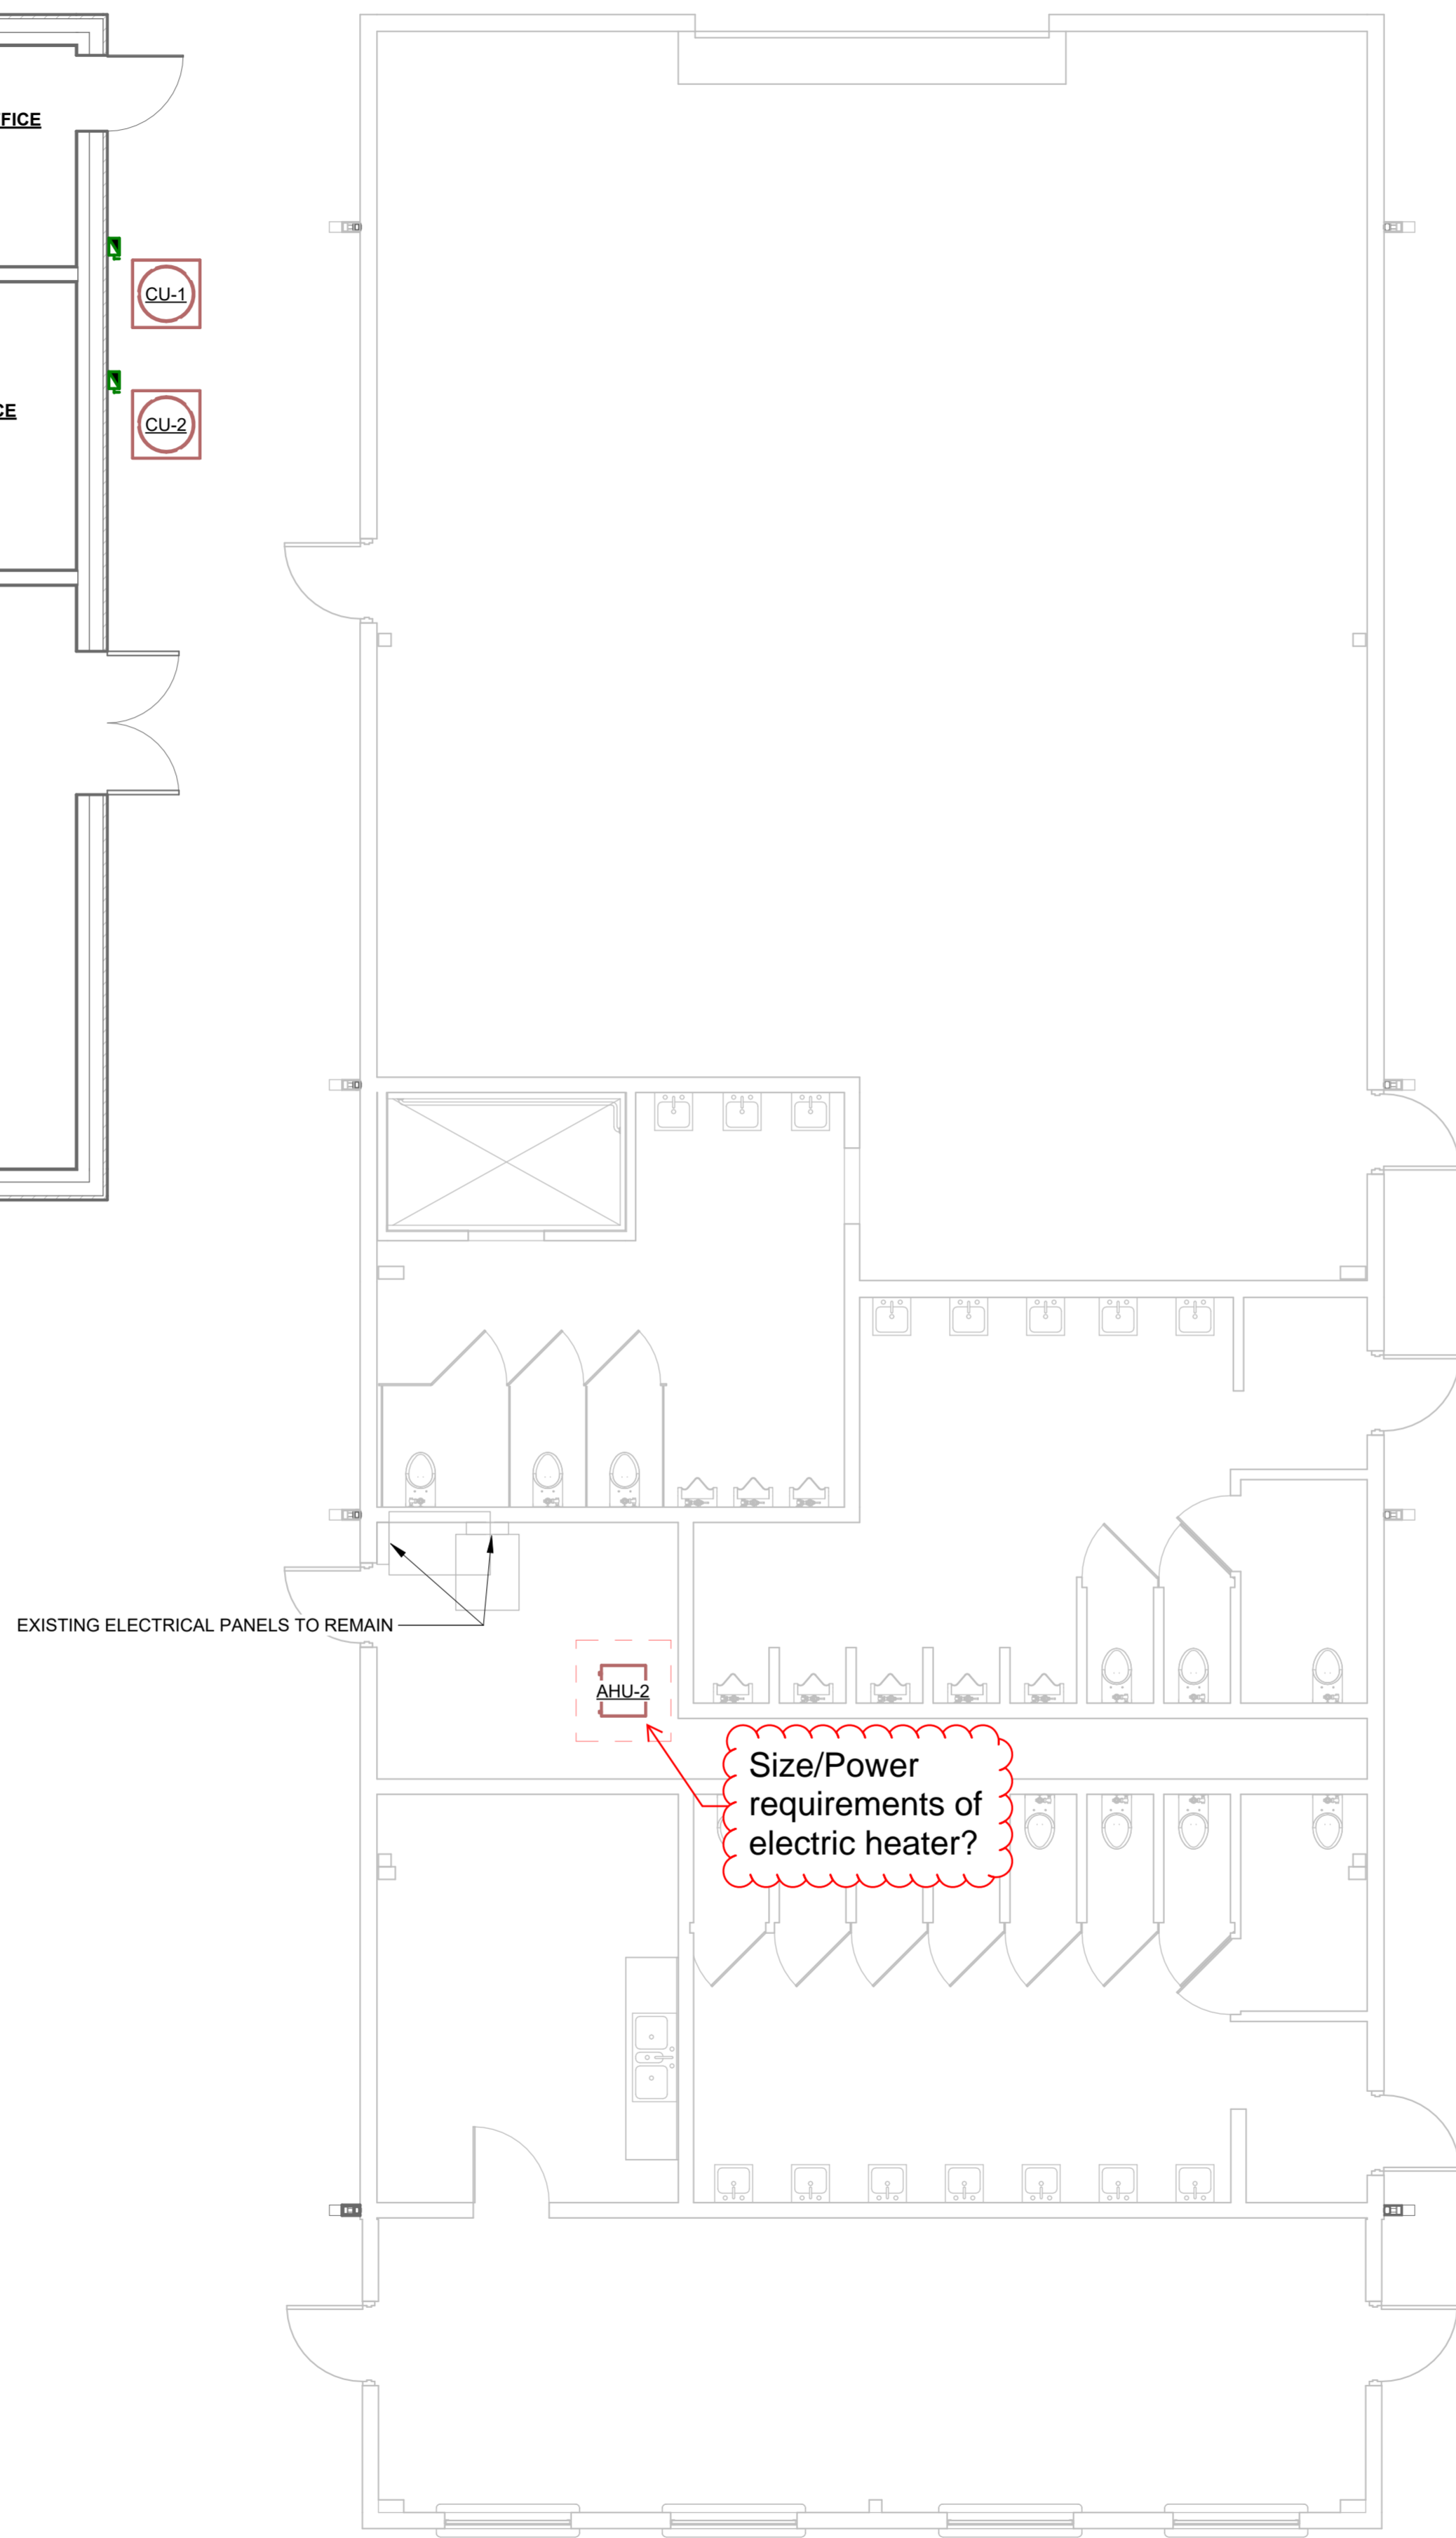 FICE
CU-1
CE
CU-2
EXISTING ELECTRICAL PANELS TO REMAIN
AHU-2
Size/Power
requirements of
electric heater?